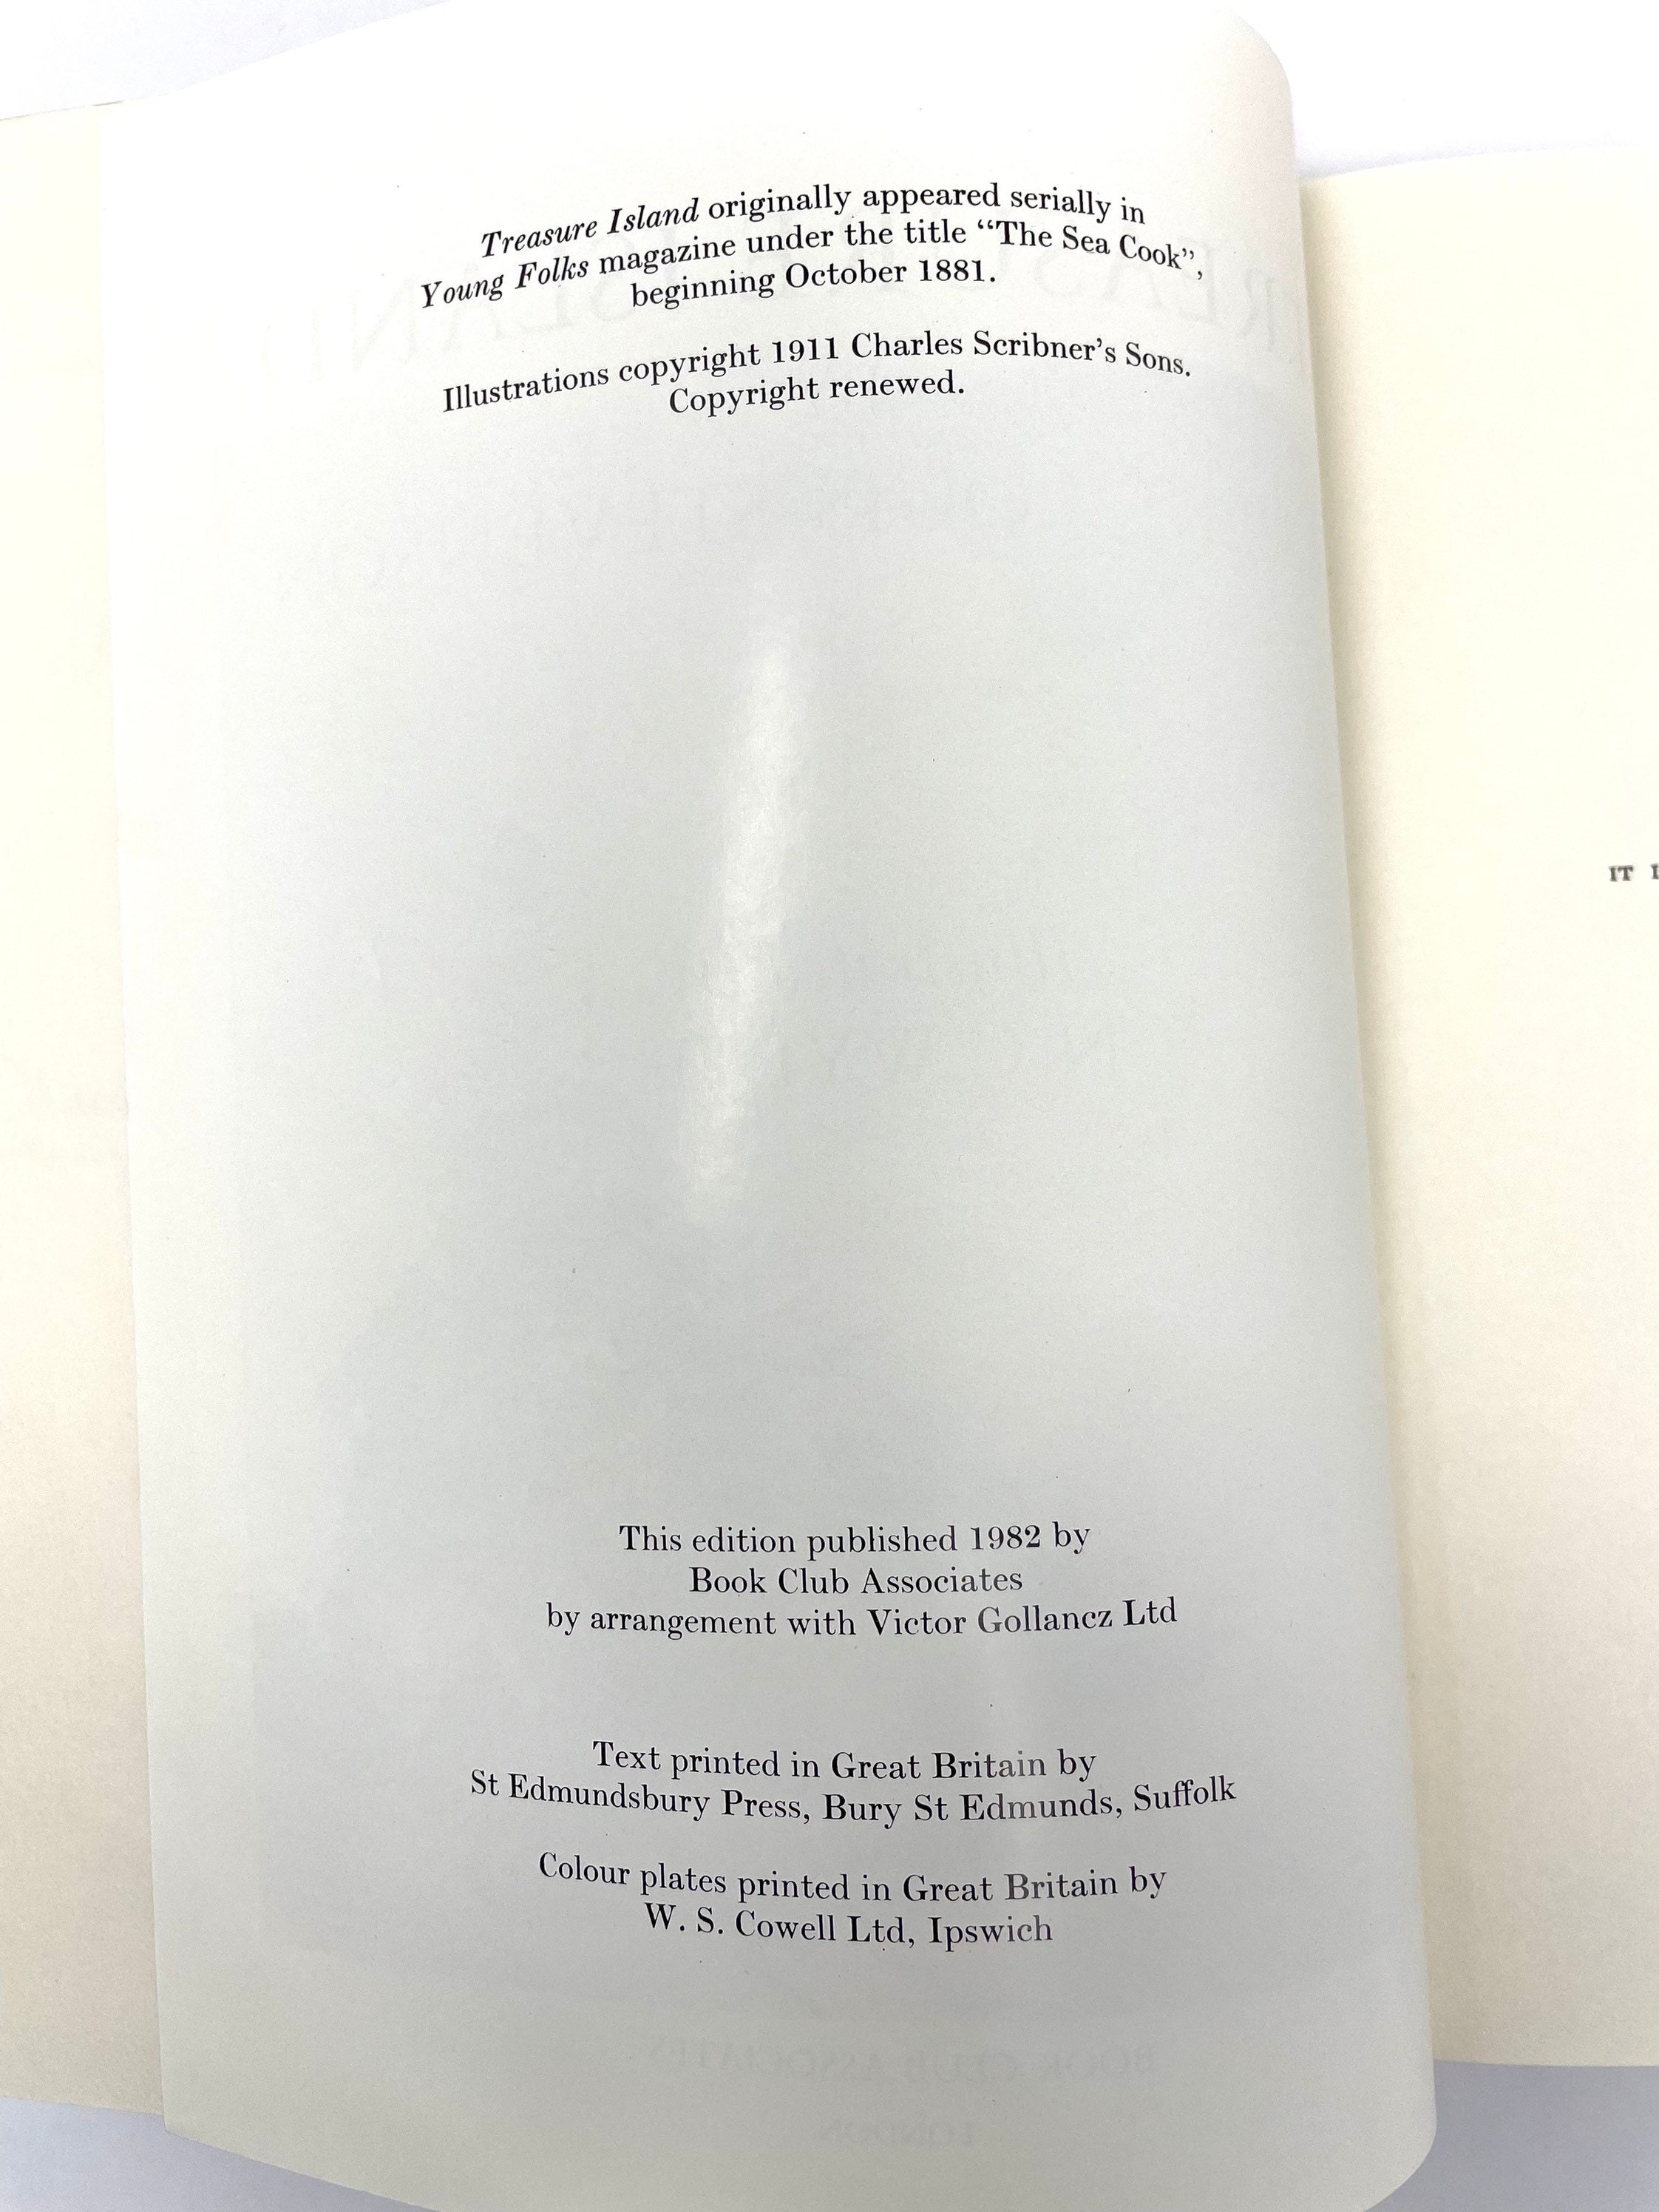 Treasure Island originally appeared serially in
Young Folks magazine under the title “The Sea Cook”,
beginning October 1881.
Illustrations copyright 1911 Charles Scribner’s Sons.
Copyright renewed.
This edition published 1982 by
Book Club Associates
by arrangement with Victor Gollancz Ltd
Text printed in Great Britain by
St Edmundsbury Press, Bury St Edmunds, Suffolk
Colour plates printed in Great Britain by
W. S. Cowell Ltd, Ipswich
IT